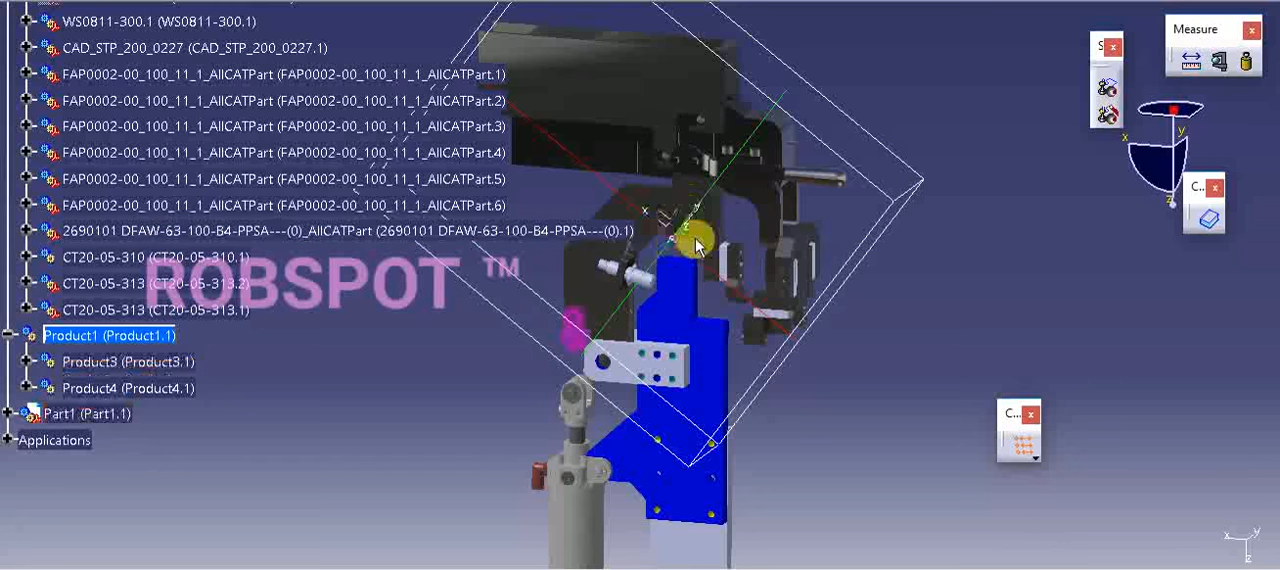 WS0811-300.1 (WS0811-300.1)
CAD_STP_200_0227 (CAD_STP_200_0227.1)
FAP0002-00_100_11_1_AllCATPart (FAP0002-00_100_11_1_AllCATPart.1)
FAP0002-00_100_11_1_AllCATPart (FAP0002-00_100_11_1_AllCATPart.2)
FAP0002-00_100_11_1_AllCATPart (FAP0002-00_100_11_1_AllCATPart.3)
FAP0002-00_100_11_1_AllCATPart (FAP0002-00_100_11_1_AllCATPart.4)
FAP0002-00_100_11_1_AllCATPart (FAP0002-00_100_11_1_AllCATPart.5)
FAP0002-00_100_11_1_AllCATPart (FAP0002-00_100_11_1_AllCATPart.6)
2690101 DFAW-63-100-B4-PPSA---(0)_AllCATPart (2690101 DFAW-63-100-B4-PPSA---(0).1)
CT20-05-310 (CT20-05-310.1)
CT20-05-313 (CT20-05-313.2)
CT20-05-313 (CT20-05-313.1)
Product1 (Product1.1)
Product3 (Product3.1)
Product4 (Product4.1)
Part1 (Part1.1)
Applications
ROBSPOT ™
S
Measure
C...
C...
x
y
z
x
y
z
x
y
z